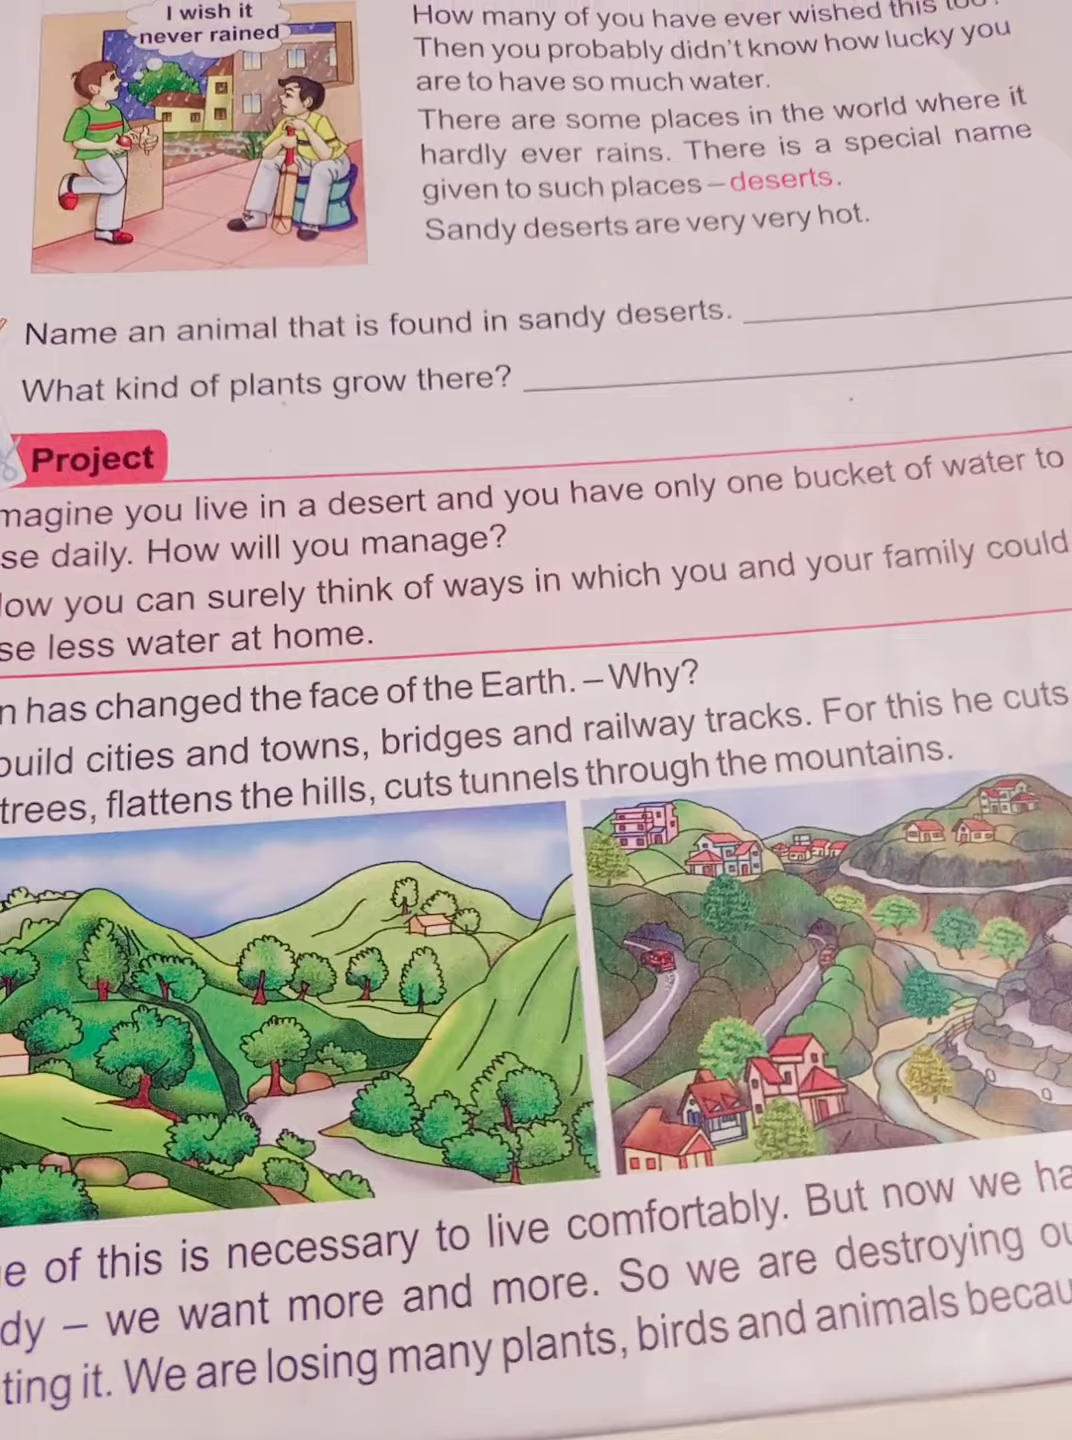 I wish it
never rained
How many of you have ever wished this too?
Then you probably didn't know how lucky you
are to have so much water.
There are some places in the world where it
hardly ever rains. There is a special name
given to such places – deserts.
Sandy deserts are very very hot.
Name an animal that is found in sandy deserts.
What kind of plants grow there?
Project
magine you live in a desert and you have only one bucket of water to
se daily. How will you manage?
ow you can surely think of ways in which you and your family could
se less water at home.
n has changed the face of the Earth. – Why?
build cities and towns, bridges and railway tracks. For this he cuts
trees, flattens the hills, cuts tunnels through the mountains.
e of this is necessary to live comfortably. But now we ha
dy – we want more and more. So we are destroying ou
ting it. We are losing many plants, birds and animals becau